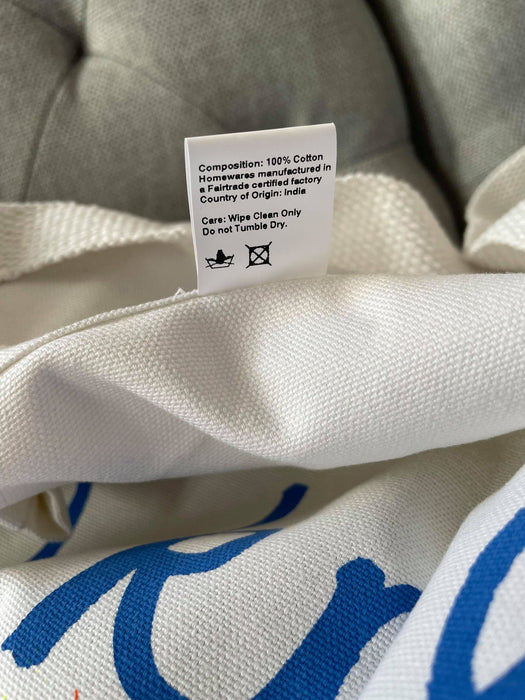 Composition: 100% Cotton
Homewares manufactured in
a Fairtrade certified factory
Country of Origin: India
Care: Wipe Clean Only
Do not Tumble Dry.